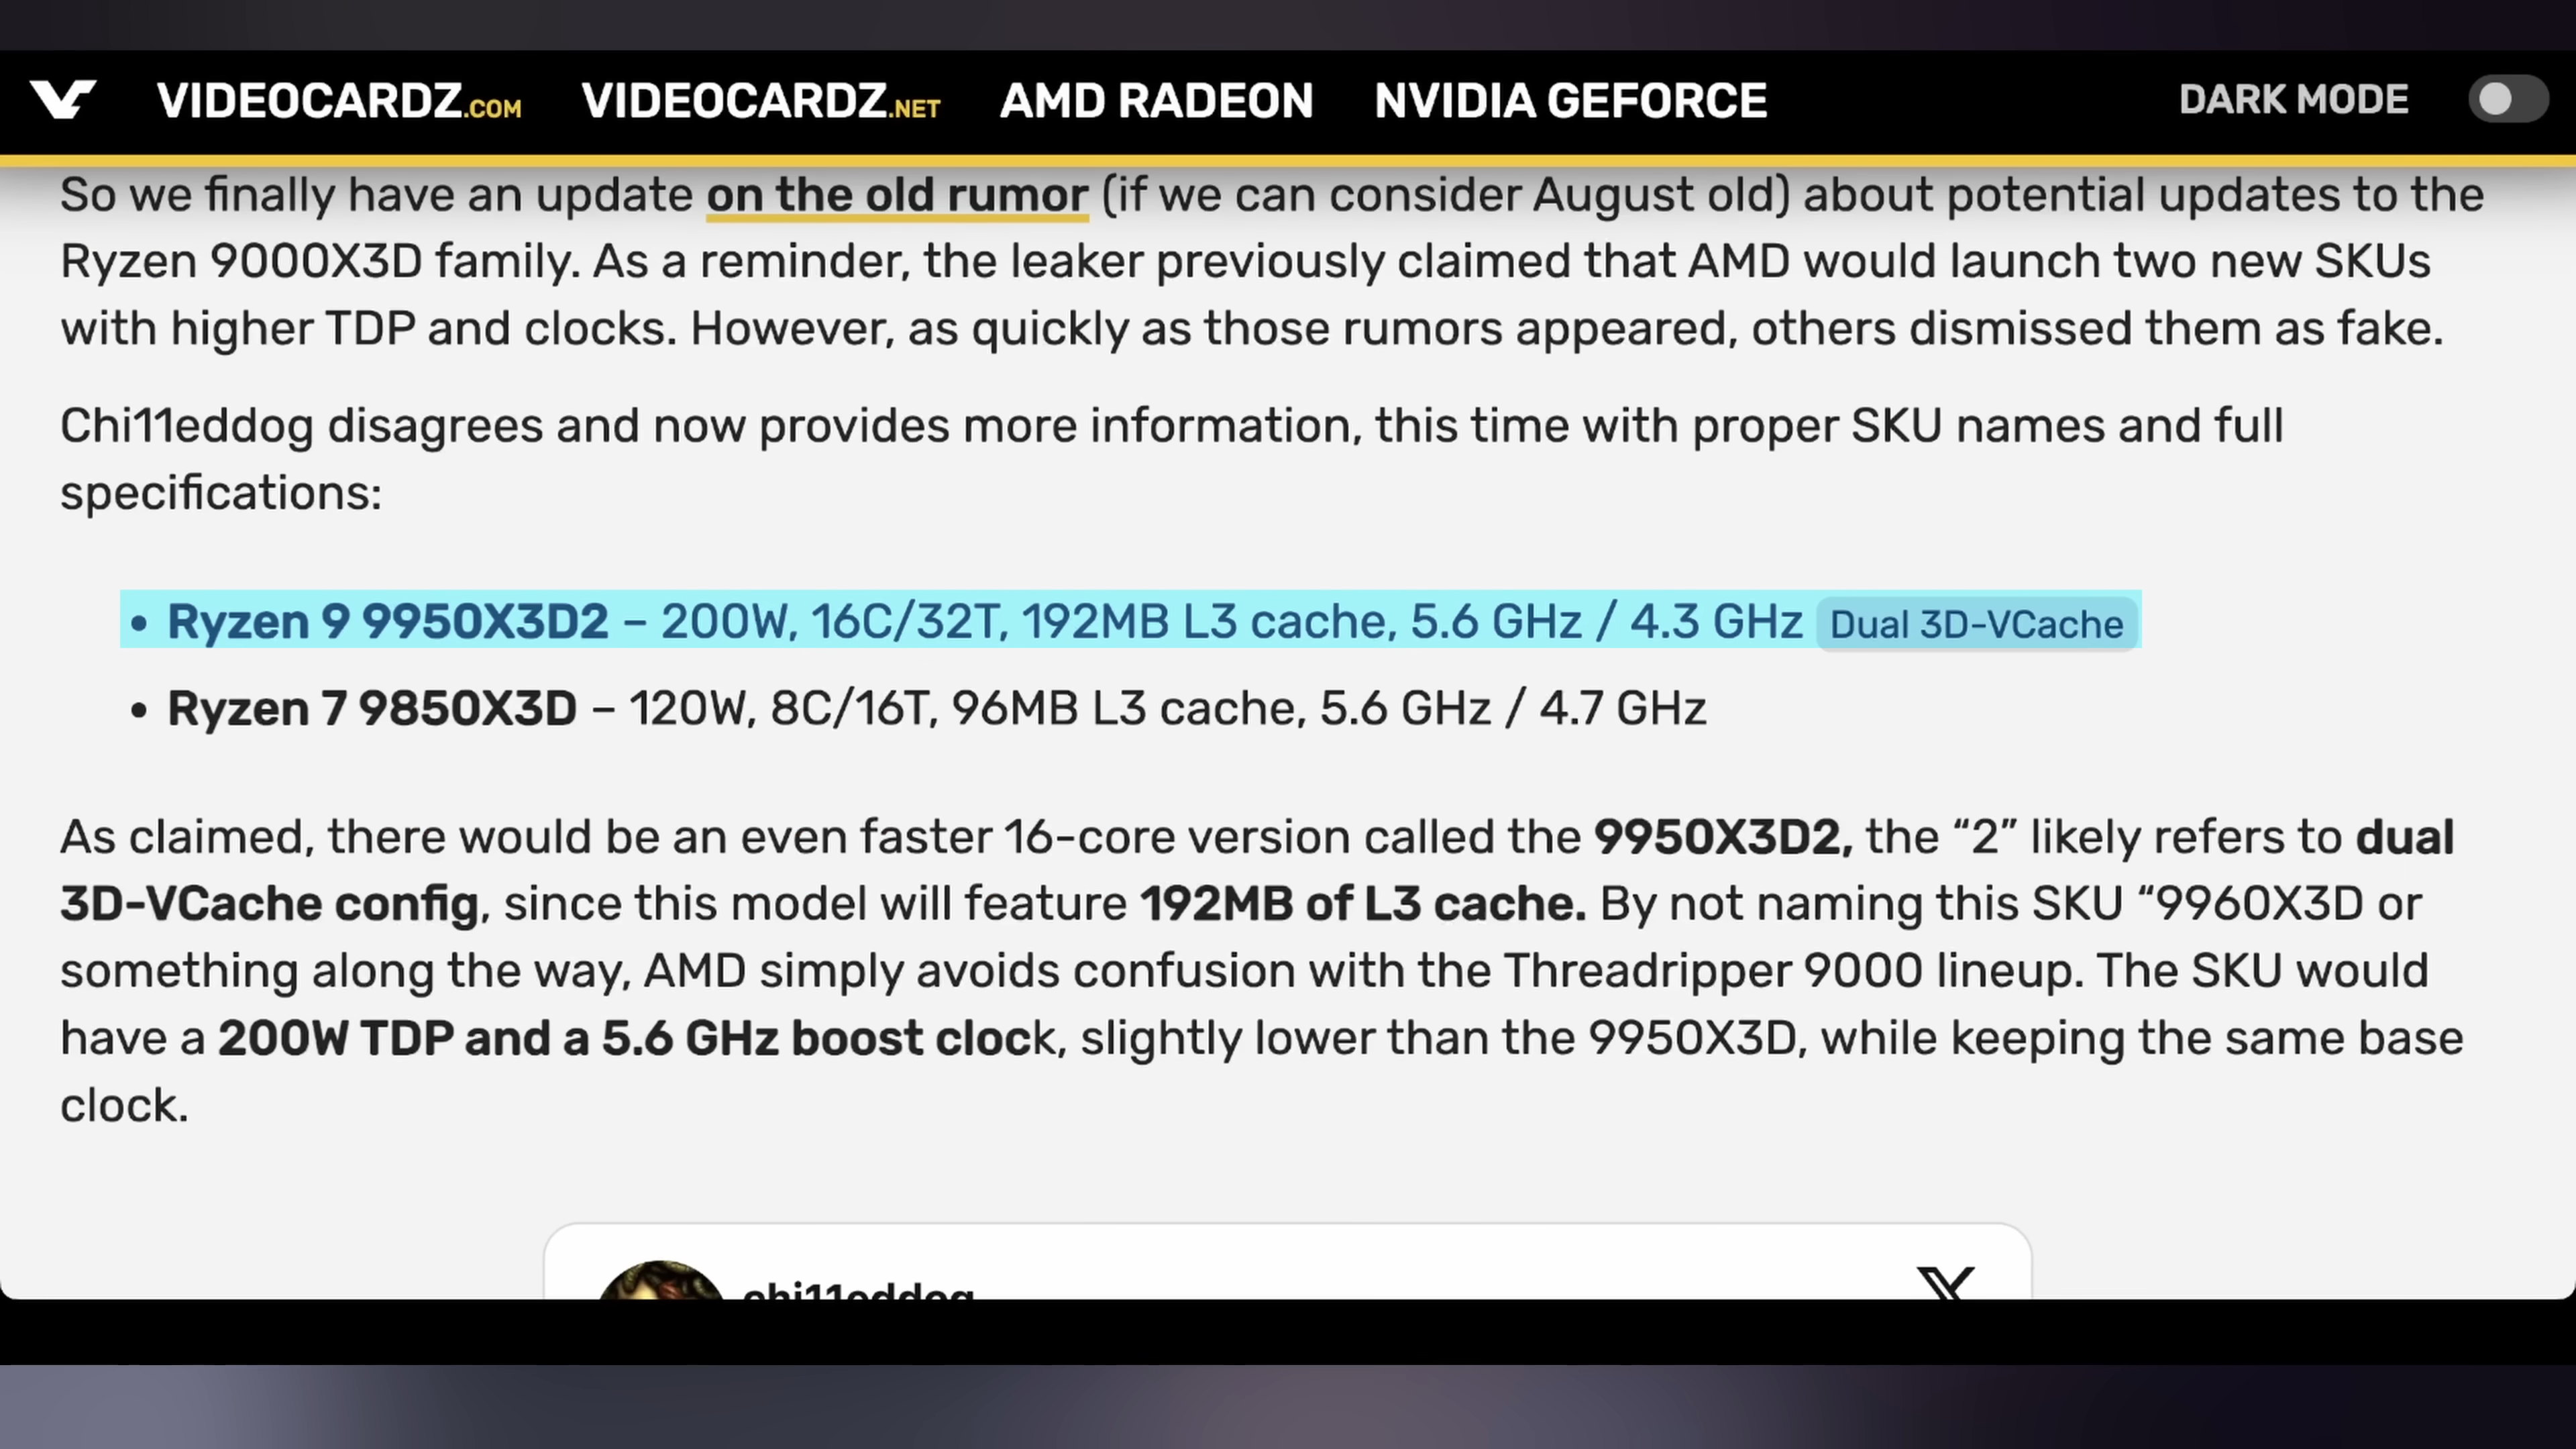 VIDEOCARDZ.COM VIDEOCARDZ.NET AMD RADEON NVIDIA GEFORCE DARK MODE
So we finally have an update on the old rumor (if we can consider August old) about potential updates to the
Ryzen 9000X3D family. As a reminder, the leaker previously claimed that AMD would launch two new SKUs
with higher TDP and clocks. However, as quickly as those rumors appeared, others dismissed them as fake.
Chi11eddog disagrees and now provides more information, this time with proper SKU names and full
specifications:
• Ryzen 9 9950X3D2 – 200W, 16C/32T, 192MB L3 cache, 5.6 GHz / 4.3 GHz Dual 3D-VCache
• Ryzen 7 9850X3D – 120W, 8C/16T, 96MB L3 cache, 5.6 GHz / 4.7 GHz
As claimed, there would be an even faster 16-core version called the 9950X3D2, the “2” likely refers to dual
3D-VCache config, since this model will feature 192MB of L3 cache. By not naming this SKU “9960X3D or
something along the way, AMD simply avoids confusion with the Threadripper 9000 lineup. The SKU would
have a 200W TDP and a 5.6 GHz boost clock, slightly lower than the 9950X3D, while keeping the same base
clock.
chi11eddog